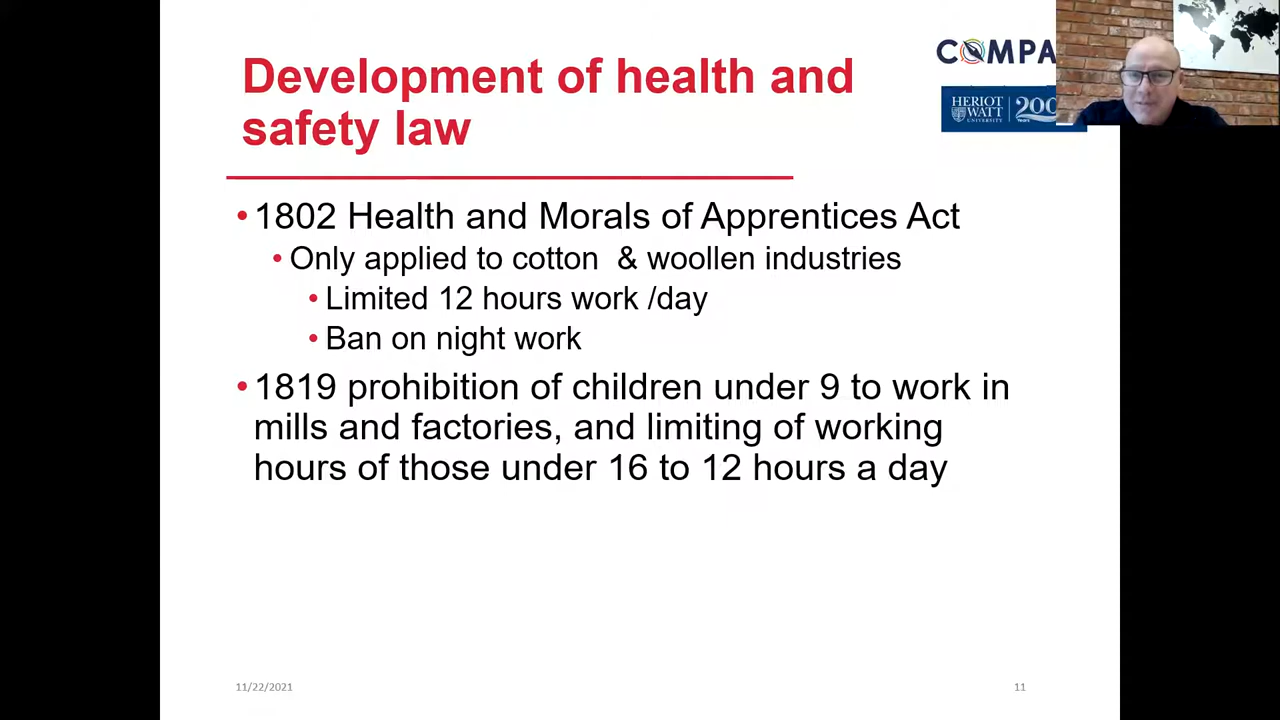 Development of health and
safety law
COMPA
HERIOT
WATT
UNIVERSITY
200
Years
•1802 Health and Morals of Apprentices Act
•Only applied to cotton & woollen industries
•Limited 12 hours work /day
•Ban on night work
•1819 prohibition of children under 9 to work in
mills and factories, and limiting of working
hours of those under 16 to 12 hours a day
11/22/2021
11